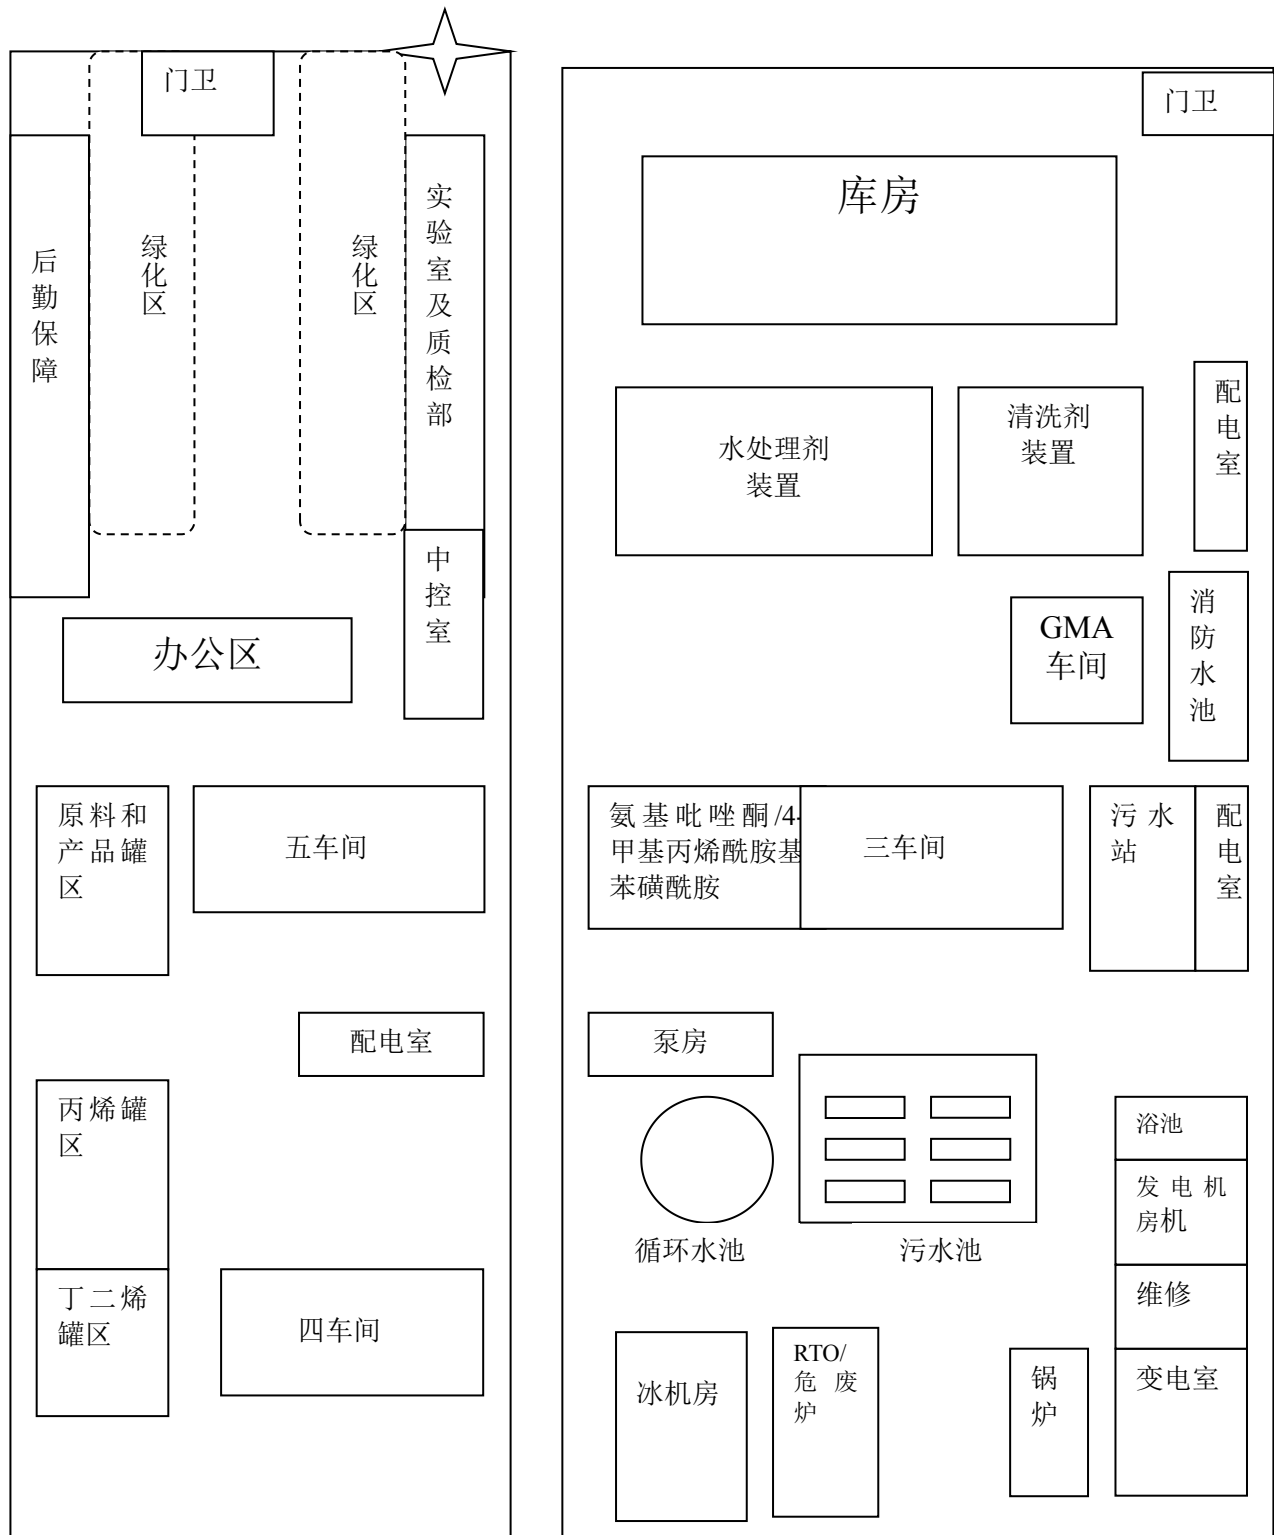 门卫
后勤保障
绿化区
绿化区
实验室及质检部
中控室
办公区
原料和
产品罐
区
五车间
配电室
丙烯罐
区
丁二烯
罐区
四车间
门卫
库房
水处理剂
装置
清洗剂
装置
配电室
GMA
车间
消防水池
氨基吡唑酮/4-
甲基丙烯酰胺基
苯磺酰胺
三车间
污水
站
配电室
泵房
循环水池
污水池
浴池
发电机
房机
维修
变电室
冰机房
RTO/
危废
炉
锅炉